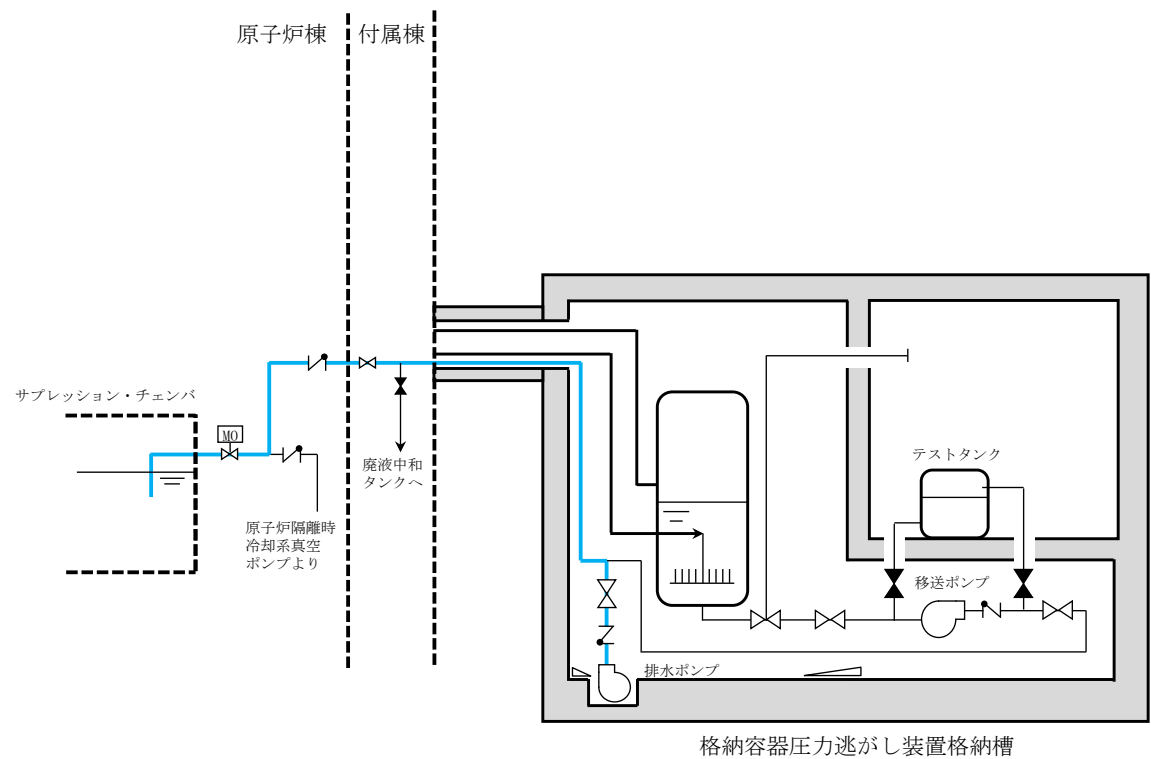 原子炉棟
付属棟
サプレッション・チェンバ
MO
廃液中和
タンクへ
原子炉隔離時
冷却系真空
ポンプより
テストタンク
移送ポンプ
排水ポンプ
格納容器圧力逃がし装置格納槽